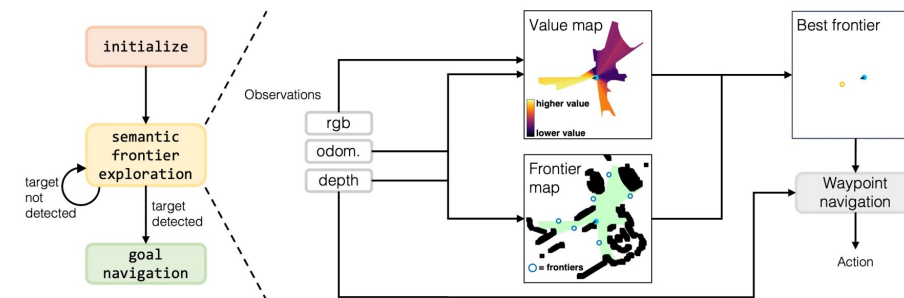 initialize
semantic
frontier
exploration
target
not
detected
target
detected
goal
navigation
Observations
rgb
odom.
depth
Value map
higher value
lower value
Frontier
map
= frontiers
Best frontier
Waypoint
navigation
Action